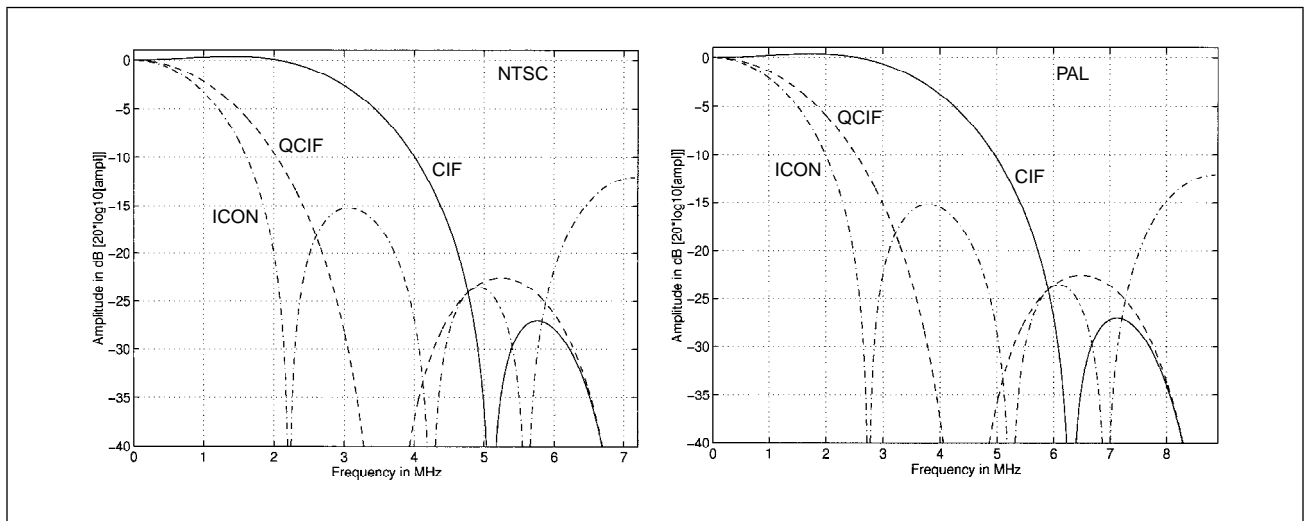 NTSC
QCIF
CIF
ICON
0
−5
−10
−15
−20
−25
−30
−35
−40
0 1 2 3 4 5 6 7
Amplitude in dB [20*log10[ampl]]
Frequency in MHz
PAL
QCIF
ICON
CIF
0
−5
−10
−15
−20
−25
−30
−35
−40
0 1 2 3 4 5 6 7 8
Amplitude in dB [20*log10[ampl]]
Frequency in MHz